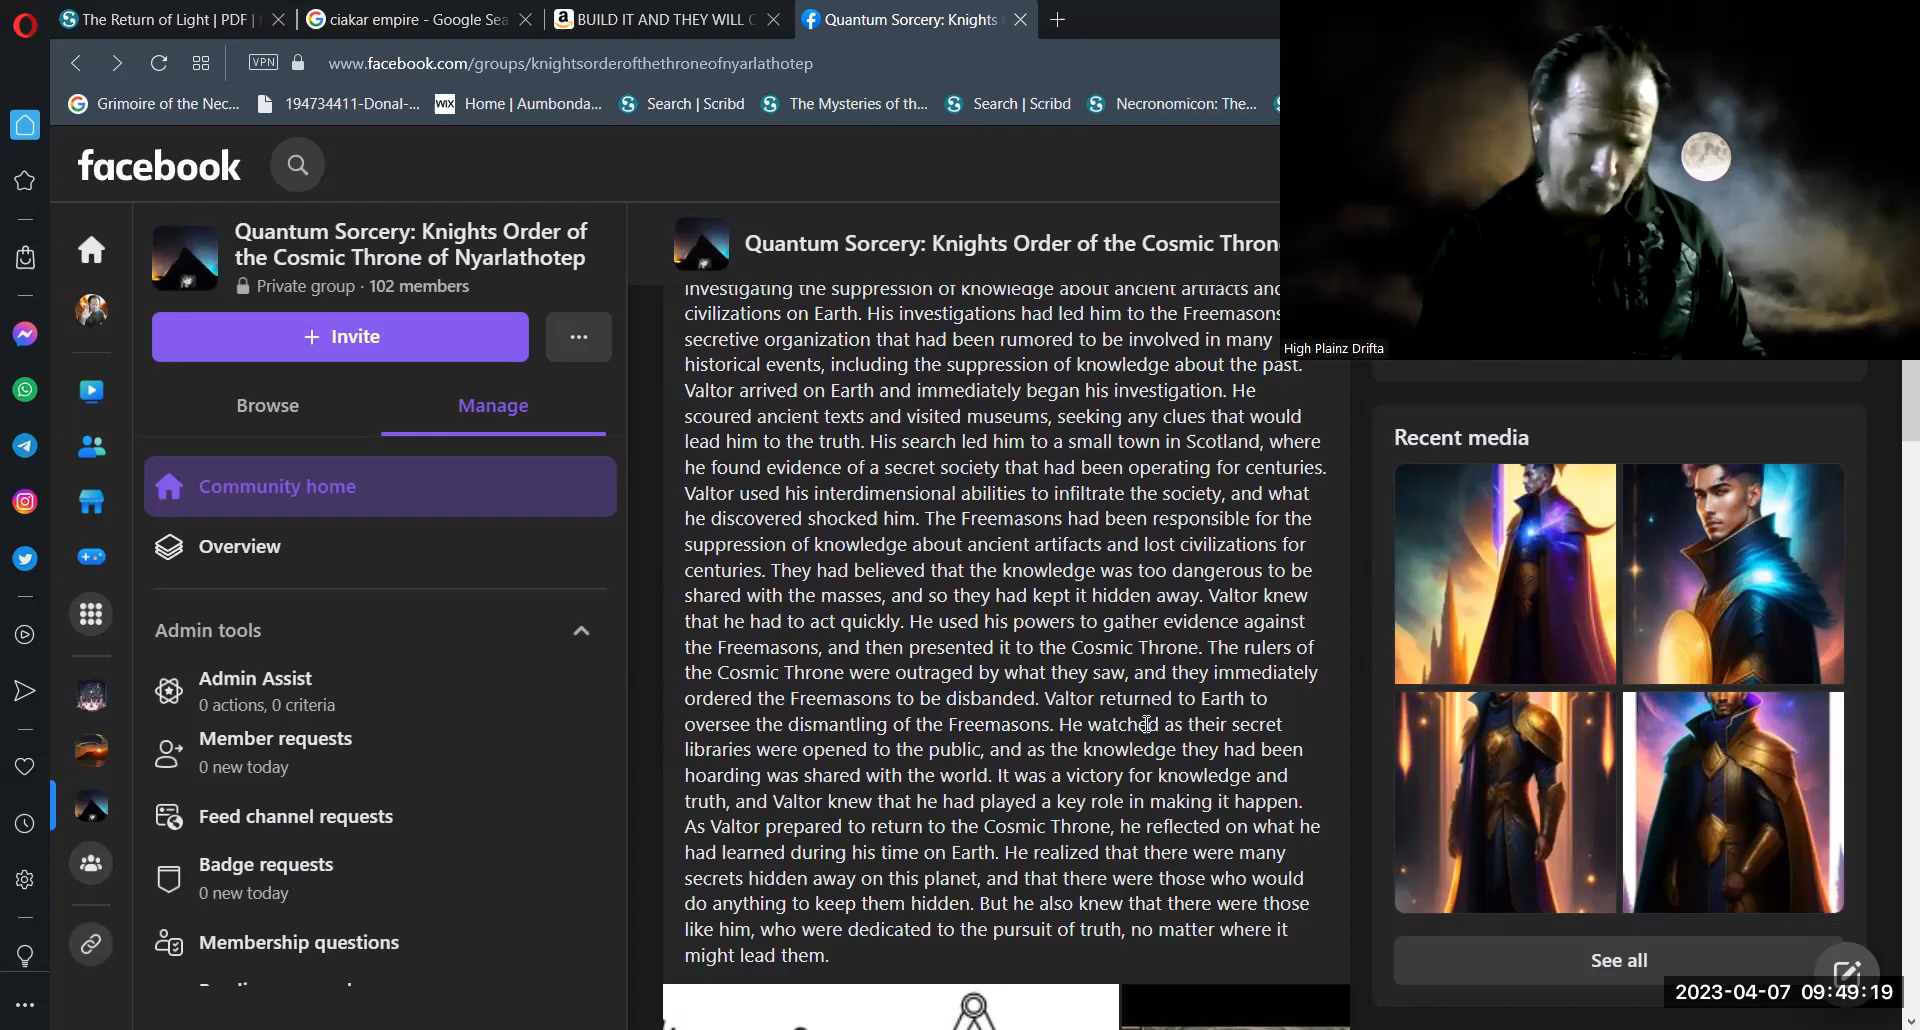 The Return of Light | PDF |
ciakar empire - Google Sea
BUILD IT AND THEY WILL C
Quantum Sorcery: Knights
VPN
www.facebook.com/groups/knightsorderofthethroneofnyarlathotep
Grimoire of the Nec...
194734411-Donal-...
WIX
Home | Aumbonda...
Search | Scribd
The Mysteries of th...
Search | Scribd
Necronomicon: The...
facebook
Quantum Sorcery: Knights Order of
the Cosmic Throne of Nyarlathotep
Private group · 102 members
+ Invite
Browse
Manage
Community home
Overview
Admin tools
Admin Assist
0 actions, 0 criteria
Member requests
0 new today
Feed channel requests
Badge requests
0 new today
Membership questions
Quantum Sorcery: Knights Order of the Cosmic Thron
investigating the suppression of knowledge about ancient artifacts and
civilizations on Earth. His investigations had led him to the Freemasons
secretive organization that had been rumored to be involved in many
historical events, including the suppression of knowledge about the past.
Valtor arrived on Earth and immediately began his investigation. He
scoured ancient texts and visited museums, seeking any clues that would
lead him to the truth. His search led him to a small town in Scotland, where
he found evidence of a secret society that had been operating for centuries.
Valtor used his interdimensional abilities to infiltrate the society, and what
he discovered shocked him. The Freemasons had been responsible for the
suppression of knowledge about ancient artifacts and lost civilizations for
centuries. They had believed that the knowledge was too dangerous to be
shared with the masses, and so they had kept it hidden away. Valtor knew
that he had to act quickly. He used his powers to gather evidence against
the Freemasons, and then presented it to the Cosmic Throne. The rulers of
the Cosmic Throne were outraged by what they saw, and they immediately
ordered the Freemasons to be disbanded. Valtor returned to Earth to
oversee the dismantling of the Freemasons. He watched as their secret
libraries were opened to the public, and as the knowledge they had been
hoarding was shared with the world. It was a victory for knowledge and
truth, and Valtor knew that he had played a key role in making it happen.
As Valtor prepared to return to the Cosmic Throne, he reflected on what he
had learned during his time on Earth. He realized that there were many
secrets hidden away on this planet, and that there were those who would
do anything to keep them hidden. But he also knew that there were those
like him, who were dedicated to the pursuit of truth, no matter where it
might lead them.
High Plainz Drifta
Recent media
See all
2023-04-07 09:49:19